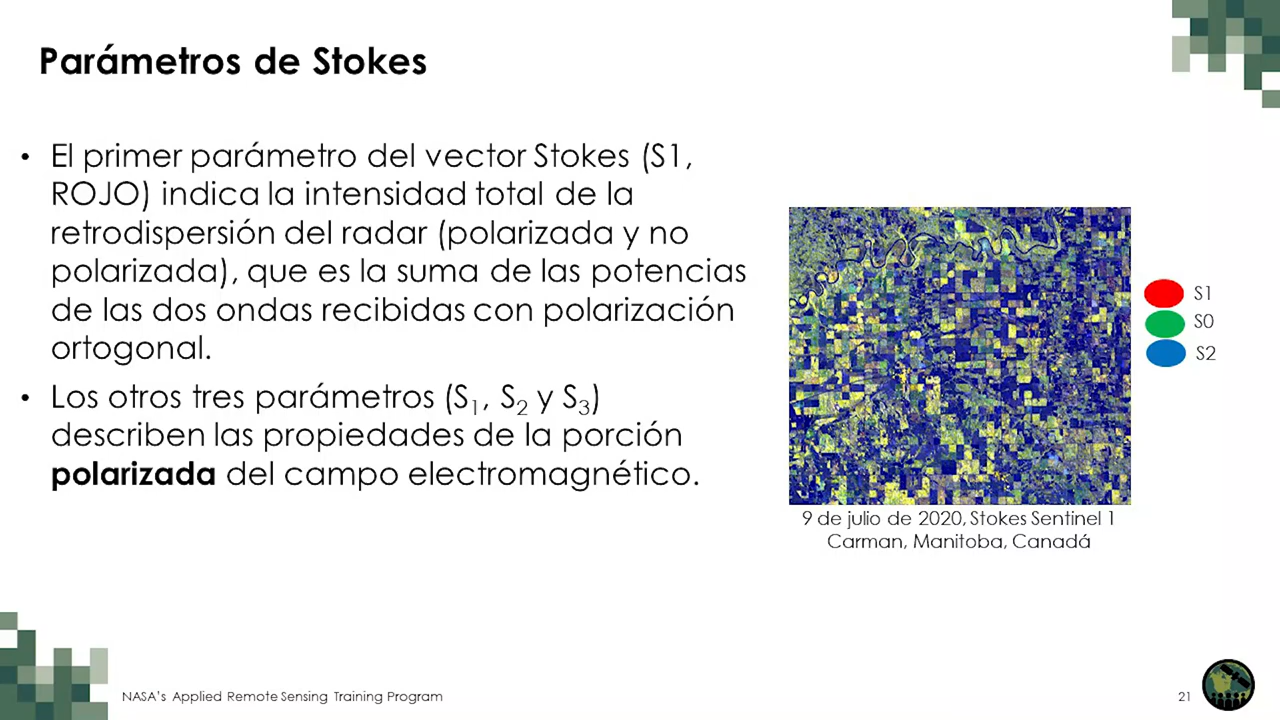 Parámetros de Stokes
• El primer parámetro del vector Stokes (S1,
ROJO) indica la intensidad total de la
retrodispersión del radar (polarizada y no
polarizada), que es la suma de las potencias
de las dos ondas recibidas con polarización
ortogonal.
• Los otros tres parámetros (S₁, S₂ y S₃)
describen las propiedades de la porción
polarizada del campo electromagnético.
S1
S0
S2
9 de julio de 2020, Stokes Sentinel 1
Carman, Manitoba, Canadá
NASA's Applied Remote Sensing Training Program
21